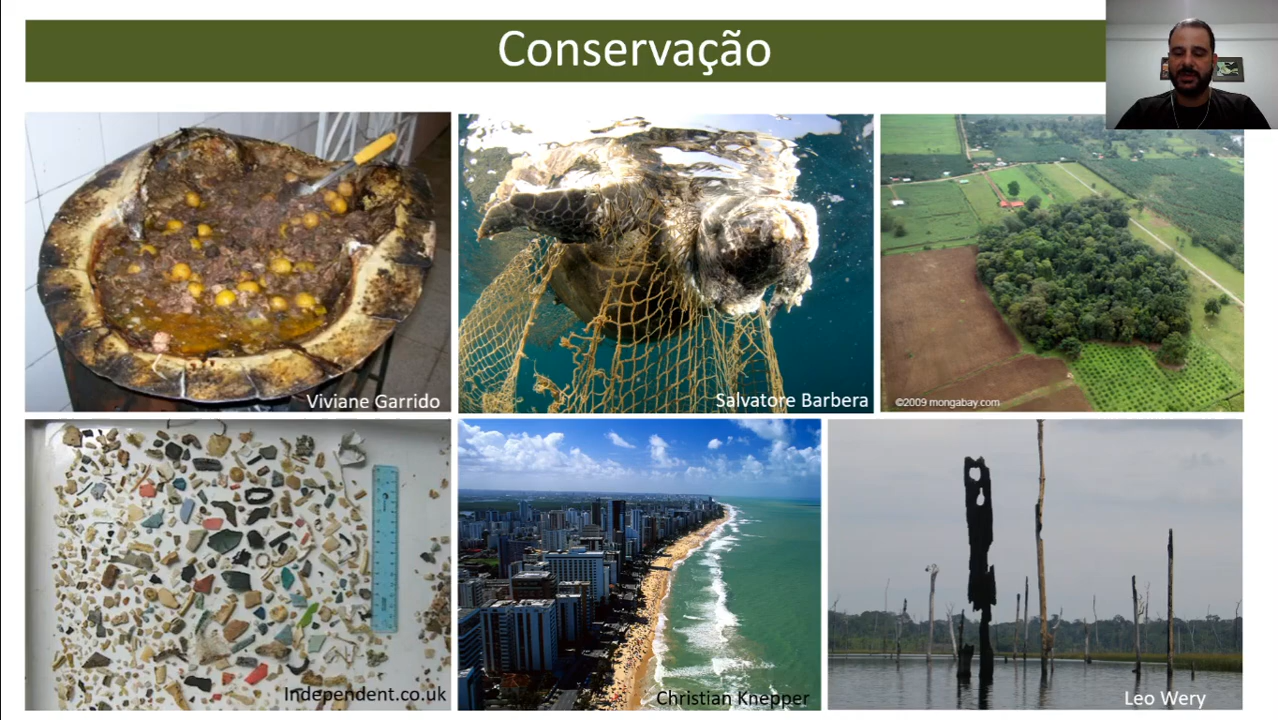 Conservação
Viviane Garrido
Salvatore Barbera
©2009 mongabay.com
Independent.co.uk
Christian Knepper
Leo Wery